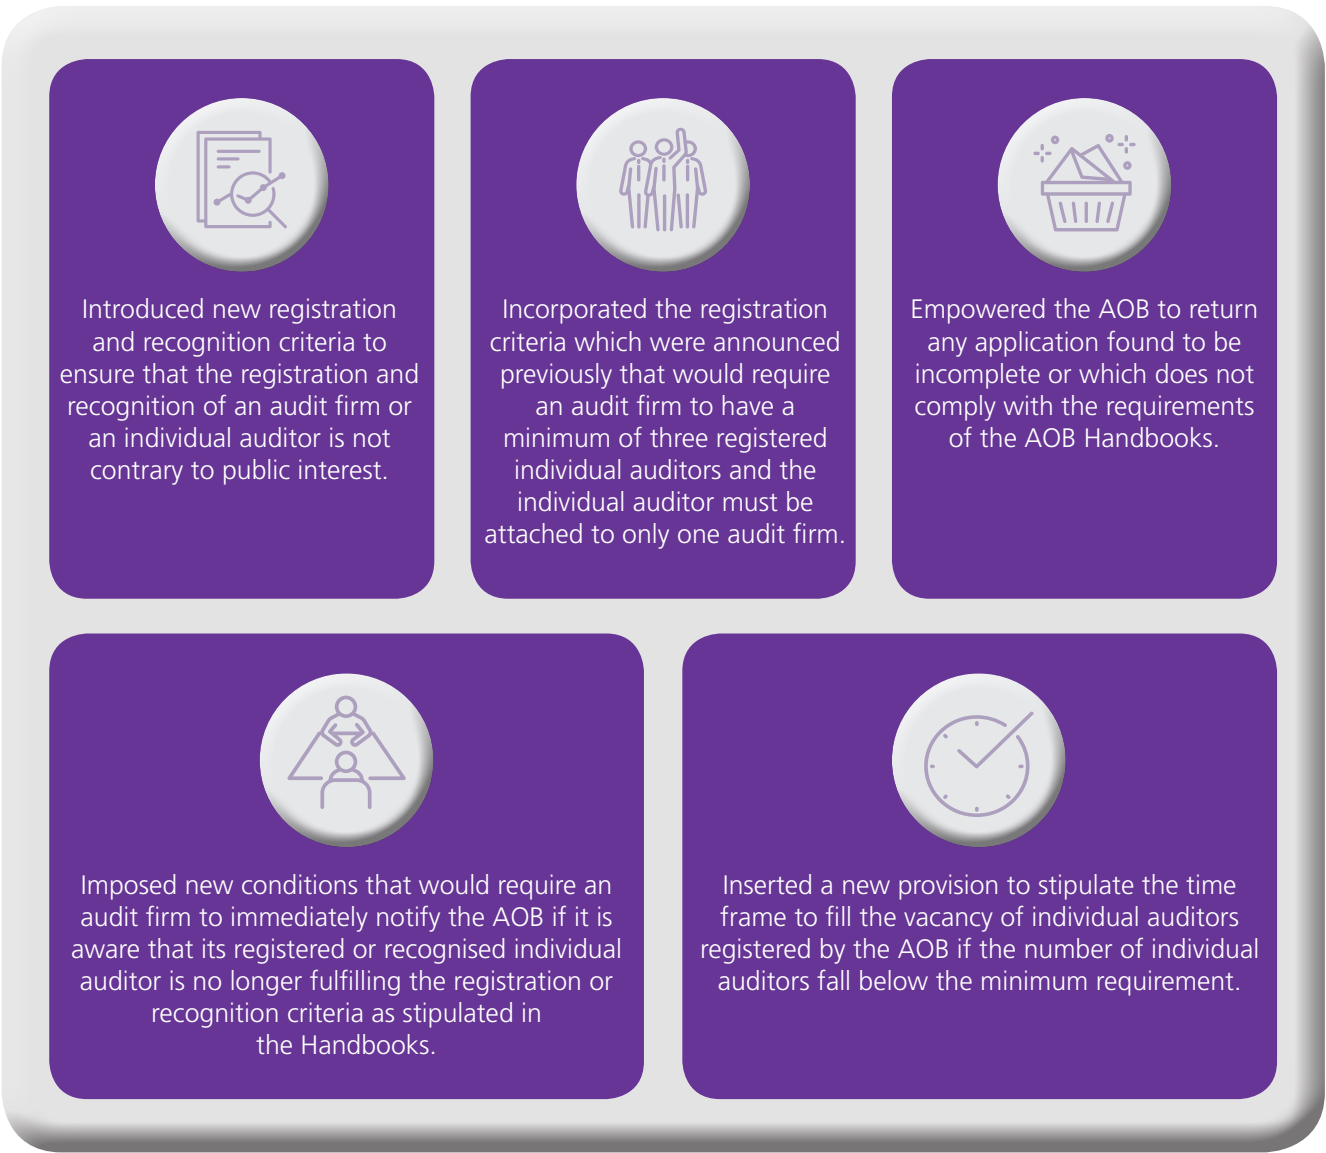 Introduced new registration
and recognition criteria to
ensure that the registration and
recognition of an audit firm or
an individual auditor is not
contrary to public interest.
Incorporated the registration
criteria which were announced
previously that would require
an audit firm to have a
minimum of three registered
individual auditors and the
individual auditor must be
attached to only one audit firm.
Empowered the AOB to return
any application found to be
incomplete or which does not
comply with the requirements
of the AOB Handbooks.
Imposed new conditions that would require an
audit firm to immediately notify the AOB if it is
aware that its registered or recognised individual
auditor is no longer fulfilling the registration or
recognition criteria as stipulated in
the Handbooks.
Inserted a new provision to stipulate the time
frame to fill the vacancy of individual auditors
registered by the AOB if the number of individual
auditors fall below the minimum requirement.